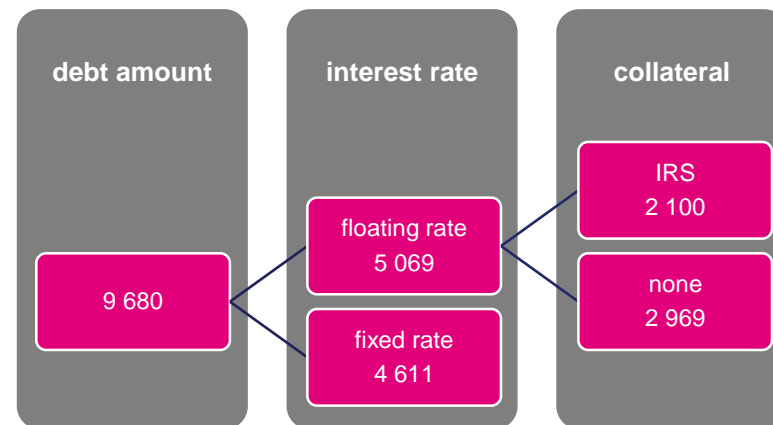 debt amount
interest rate
collateral
9 680
floating rate
5 069
fixed rate
4 611
IRS
2 100
none
2 969